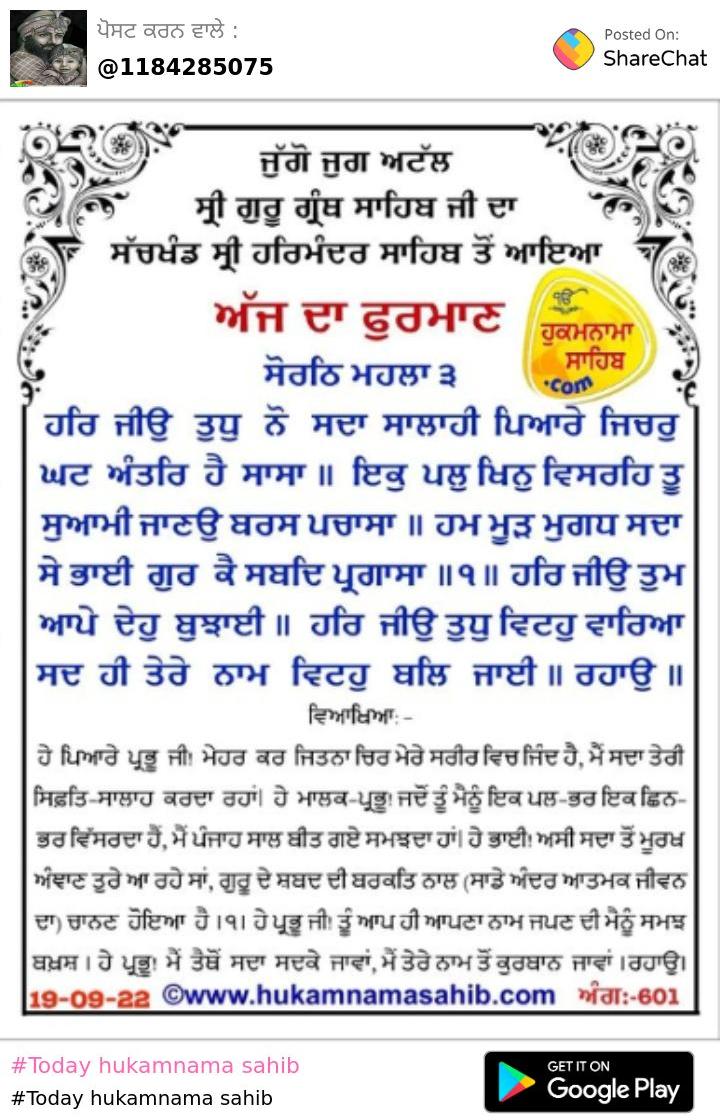 ਪੋਸਟ ਕਰਨ ਵਾਲੇ :
@1184285075
Posted On:
ShareChat
ਜੁੱਗੋ ਜੁਗ ਅਟੱਲ
ਸ੍ਰੀ ਗੁਰੂ ਗ੍ਰੰਥ ਸਾਹਿਬ ਜੀ ਦਾ
ਸੱਚਖੰਡ ਸ੍ਰੀ ਹਰਿਮੰਦਰ ਸਾਹਿਬ ਤੋਂ ਆਇਆ
ਅੱਜ ਦਾ ਫੁਰਮਾਣ
ੴ
ਹੁਕਮਨਾਮਾ
ਸਾਹਿਬ
.com
ਸੋਰਠਿ ਮਹਲਾ ੩
ਹਰਿ ਜੀਉ ਤੁਧੁ ਨੋ ਸਦਾ ਸਾਲਾਹੀ ਪਿਆਰੇ ਜਿਚਰੁ
ਘਟ ਅੰਤਰਿ ਹੈ ਸਾਸਾ ॥ ਇਕੁ ਪਲੁ ਖਿਨੁ ਵਿਸਰਹਿ ਤੂ
ਸੁਆਮੀ ਜਾਣਉ ਬਰਸ ਪਚਾਸਾ ॥ ਹਮ ਮੂੜ ਮੁਗਧ ਸਦਾ
ਸੇ ਭਾਈ ਗੁਰ ਕੈ ਸਬਦਿ ਪ੍ਰਗਾਸਾ ॥੧॥ ਹਰਿ ਜੀਉ ਤੁਮ
ਆਪੇ ਦੇਹੁ ਬੁਝਾਈ ॥ ਹਰਿ ਜੀਉ ਤੁਧੁ ਵਿਟਹੁ ਵਾਰਿਆ
ਸਦ ਹੀ ਤੇਰੇ ਨਾਮ ਵਿਟਹੁ ਬਲਿ ਜਾਈ ॥ ਰਹਾਉ ॥
ਵਿਆਖਿਆ:-
ਹੇ ਪਿਆਰੇ ਪ੍ਰਭੂ ਜੀ! ਮੇਹਰ ਕਰ ਜਿਤਨਾ ਚਿਰ ਮੇਰੇ ਸਰੀਰ ਵਿਚ ਜਿੰਦ ਹੈ, ਮੈਂ ਸਦਾ ਤੇਰੀ
ਸਿਫ਼ਤਿ-ਸਾਲਾਹ ਕਰਦਾ ਰਹਾਂ। ਹੇ ਮਾਲਕ-ਪ੍ਰਭੂ! ਜਦੋਂ ਤੂੰ ਮੈਨੂੰ ਇਕ ਪਲ-ਭਰ ਇਕ ਛਿਨ-
ਭਰ ਵਿੱਸਰਦਾ ਹੈਂ, ਮੈਂ ਪੰਜਾਹ ਸਾਲ ਬੀਤ ਗਏ ਸਮਝਦਾ ਹਾਂ। ਹੇ ਭਾਈ! ਅਸੀ ਸਦਾ ਤੋਂ ਮੂਰਖ
ਅੰਞਾਣ ਤੁਰੇ ਆ ਰਹੇ ਸਾਂ, ਗੁਰੂ ਦੇ ਸ਼ਬਦ ਦੀ ਬਰਕਤਿ ਨਾਲ (ਸਾਡੇ ਅੰਦਰ ਆਤਮਕ ਜੀਵਨ
ਦਾ) ਚਾਨਣ ਹੋਇਆ ਹੈ ।੧। ਹੇ ਪ੍ਰਭੂ ਜੀ! ਤੂੰ ਆਪ ਹੀ ਆਪਣਾ ਨਾਮ ਜਪਣ ਦੀ ਮੈਨੂੰ ਸਮਝ
ਬਖ਼ਸ਼ । ਹੇ ਪ੍ਰਭੂ! ਮੈਂ ਤੈਥੋਂ ਸਦਾ ਸਦਕੇ ਜਾਵਾਂ, ਮੈਂ ਤੇਰੇ ਨਾਮ ਤੋਂ ਕੁਰਬਾਨ ਜਾਵਾਂ ।ਰਹਾਉ।
19-09-22 ©www.hukamnamasahib.com ਅੰਗ:-601
#Today hukamnama sahib
#Today hukamnama sahib
GET IT ON
Google Play